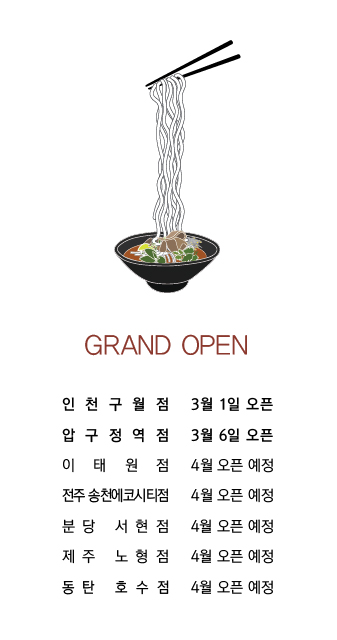 GRAND OPEN
인천구월점 3월 1일 오픈
압구정역점 3월 6일 오픈
이태원점 4월 오픈 예정
전주 송천에코시티점 4월 오픈 예정
분당 서현점 4월 오픈 예정
제주 노형점 4월 오픈 예정
동탄 호수점 4월 오픈 예정